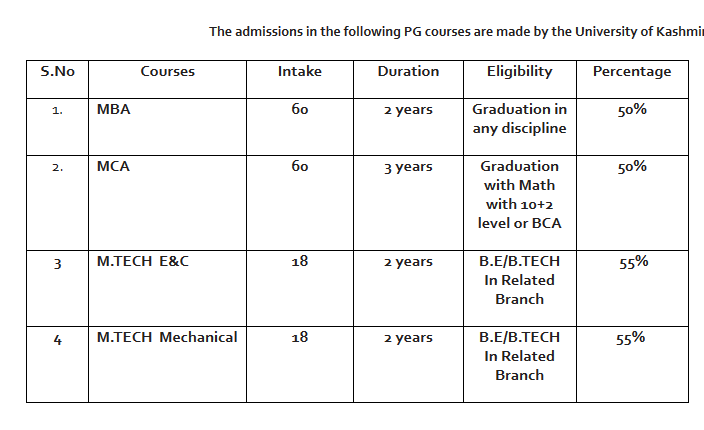 The admissions in the following PG courses are made by the University of Kashmir
S.No Courses Intake Duration Eligibility Percentage
1. MBA 60 2 years Graduation in 50%
any discipline
2. MCA 60 3 years Graduation 50%
with Math
with 10+2
level or BCA
3 M.TECH E&C 18 2 years B.E/B.TECH 55%
In Related
Branch
4 M.TECH Mechanical 18 2 years B.E/B.TECH 55%
In Related
Branch